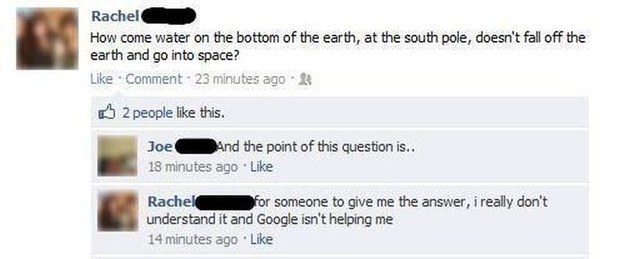 Rachel
How come water on the bottom of the earth, at the south pole, doesn't fall off the
earth and go into space?
Like · Comment · 23 minutes ago ·
2 people like this.
Joe And the point of this question is..
18 minutes ago · Like
Rachel for someone to give me the answer, i really don't
understand it and Google isn't helping me
14 minutes ago · Like